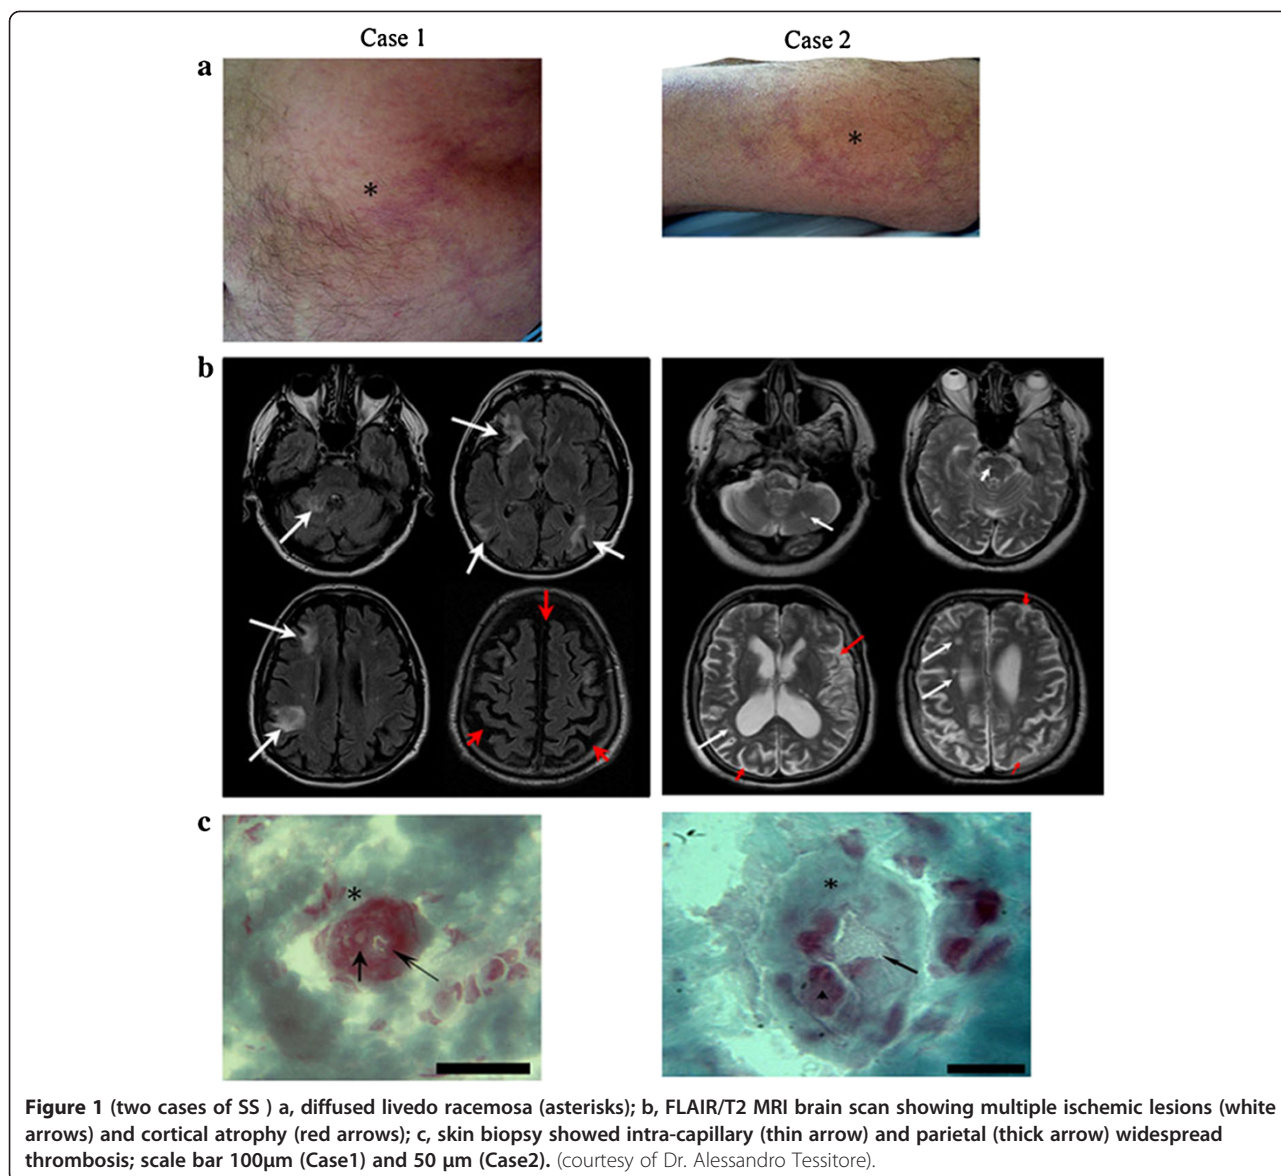 Case 1
Case 2
a
*
*
b
c
*
*
Figure 1 (two cases of SS ) a, diffused livedo racemosa (asterisks); b, FLAIR/T2 MRI brain scan showing multiple ischemic lesions (white
arrows) and cortical atrophy (red arrows); c, skin biopsy showed intra-capillary (thin arrow) and parietal (thick arrow) widespread
thrombosis; scale bar 100μm (Case1) and 50 μm (Case2). (courtesy of Dr. Alessandro Tessitore).